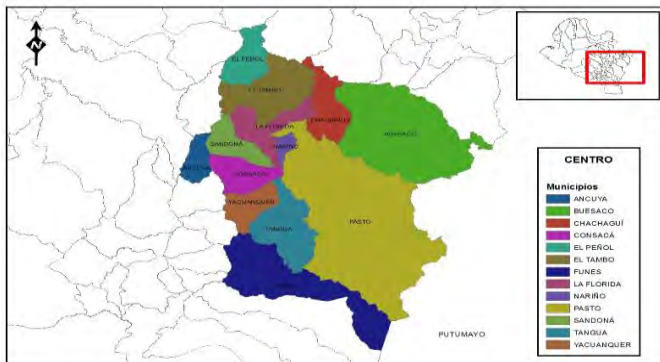 N
EL PEÑOL
EL TAMBO
CHACHAGUÍ
LA FLORIDA
BUESACO
SANDONÁ
NARIÑO
ANCUYA
CONSACÁ
YACUANQUER
PASTO
TANGUA
PUTUMAYO
CENTRO
Municipios
ANCUYA
BUESACO
CHACHAGUÍ
CONSACÁ
EL PEÑOL
EL TAMBO
FUNES
LA FLORIDA
NARIÑO
PASTO
SANDONÁ
TANGUA
YACUANQUER